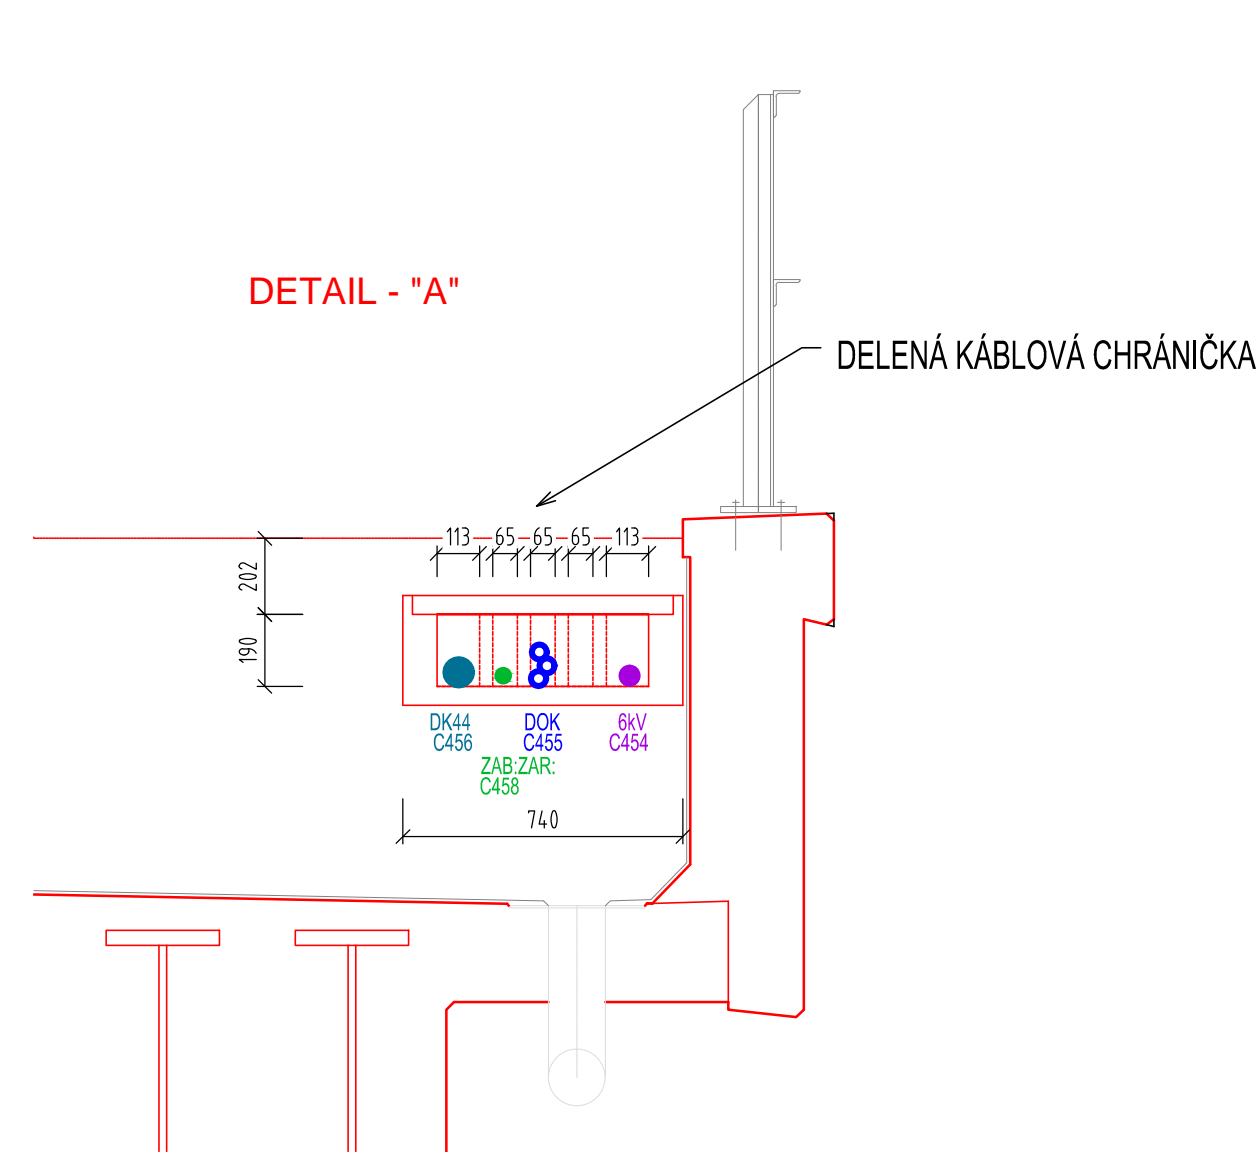 DETAIL - "A"
DELENÁ KÁBLOVÁ CHRÁNIČKA
113 65 65 65 113
202
190
DK44
C456
DOK
C455
6kV
C454
ZAB:ZAR:
C458
740